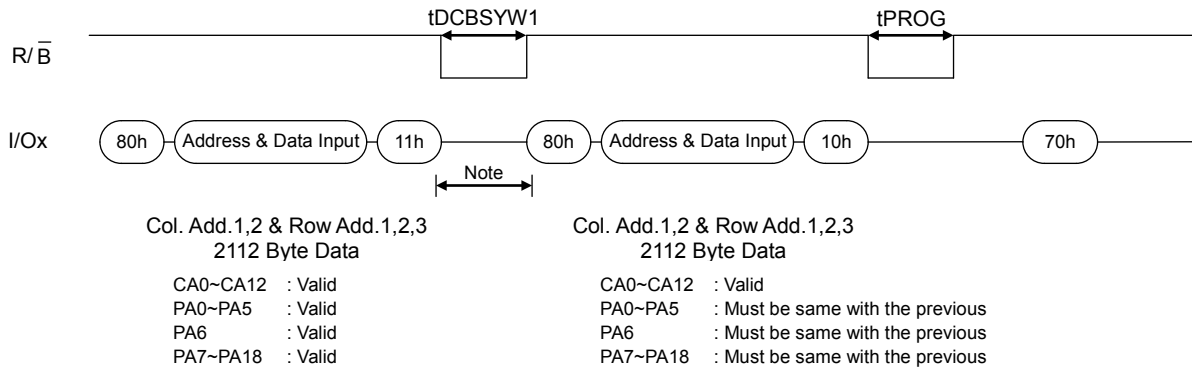 tDCBSYW1 tPROG
R/B̅
I/Ox 80h Address & Data Input 11h 80h Address & Data Input 10h 70h
Note
Col. Add.1,2 & Row Add.1,2,3
2112 Byte Data
CA0~CA12 : Valid
PA0~PA5 : Valid
PA6 : Valid
PA7~PA18 : Valid
Col. Add.1,2 & Row Add.1,2,3
2112 Byte Data
CA0~CA12 : Valid
PA0~PA5 : Must be same with the previous
PA6 : Must be same with the previous
PA7~PA18 : Must be same with the previous